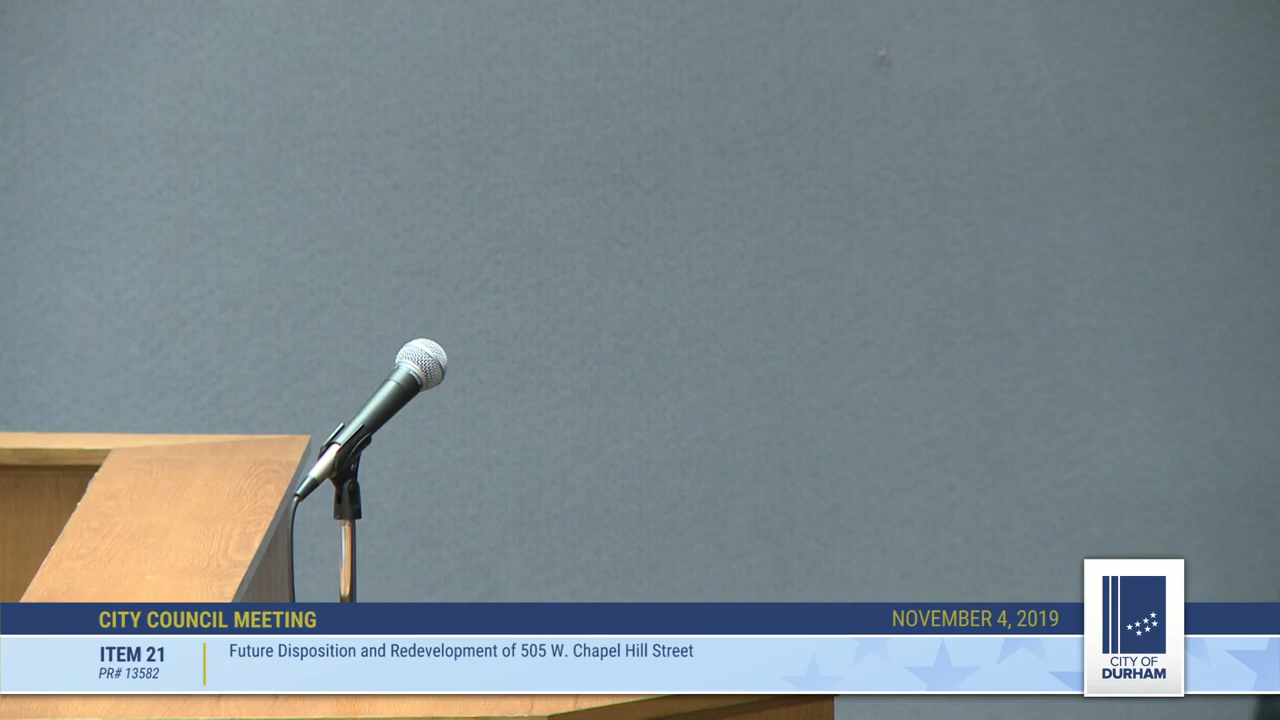 CITY COUNCIL MEETING
NOVEMBER 4, 2019
ITEM 21
PR# 13582
Future Disposition and Redevelopment of 505 W. Chapel Hill Street
CITY OF
DURHAM